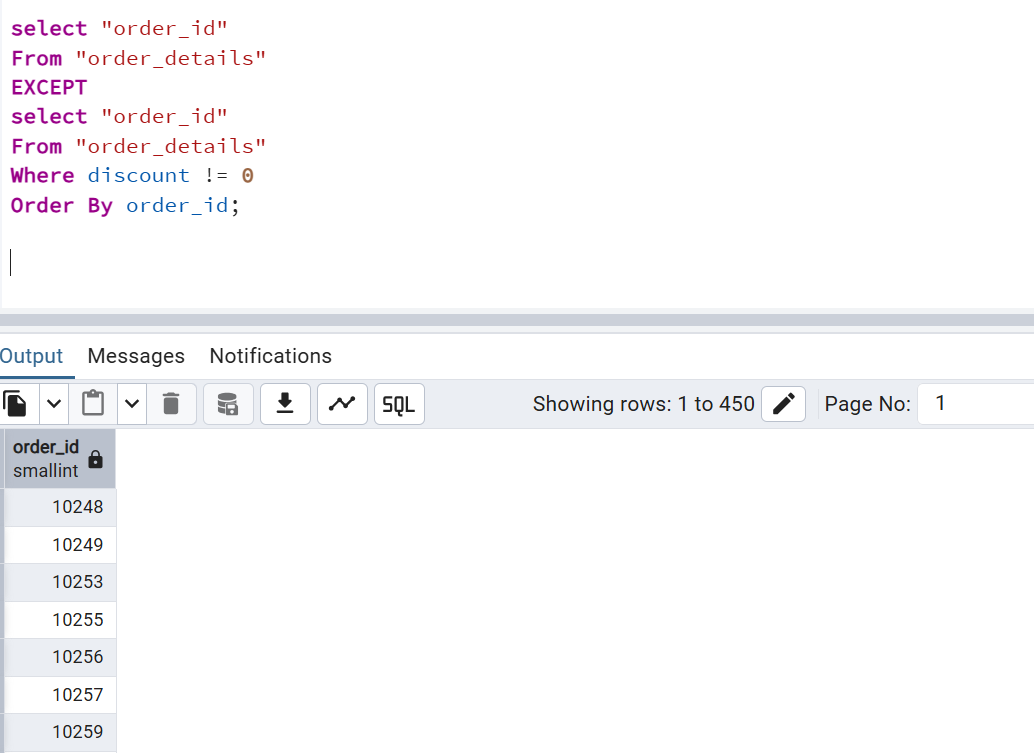 select "order_id"
From "order_details"
EXCEPT
select "order_id"
From "order_details"
Where discount != 0
Order By order_id;
Output Messages Notifications
SQL Showing rows: 1 to 450 Page No: 1
order_id
smallint
10248
10249
10253
10255
10256
10257
10259